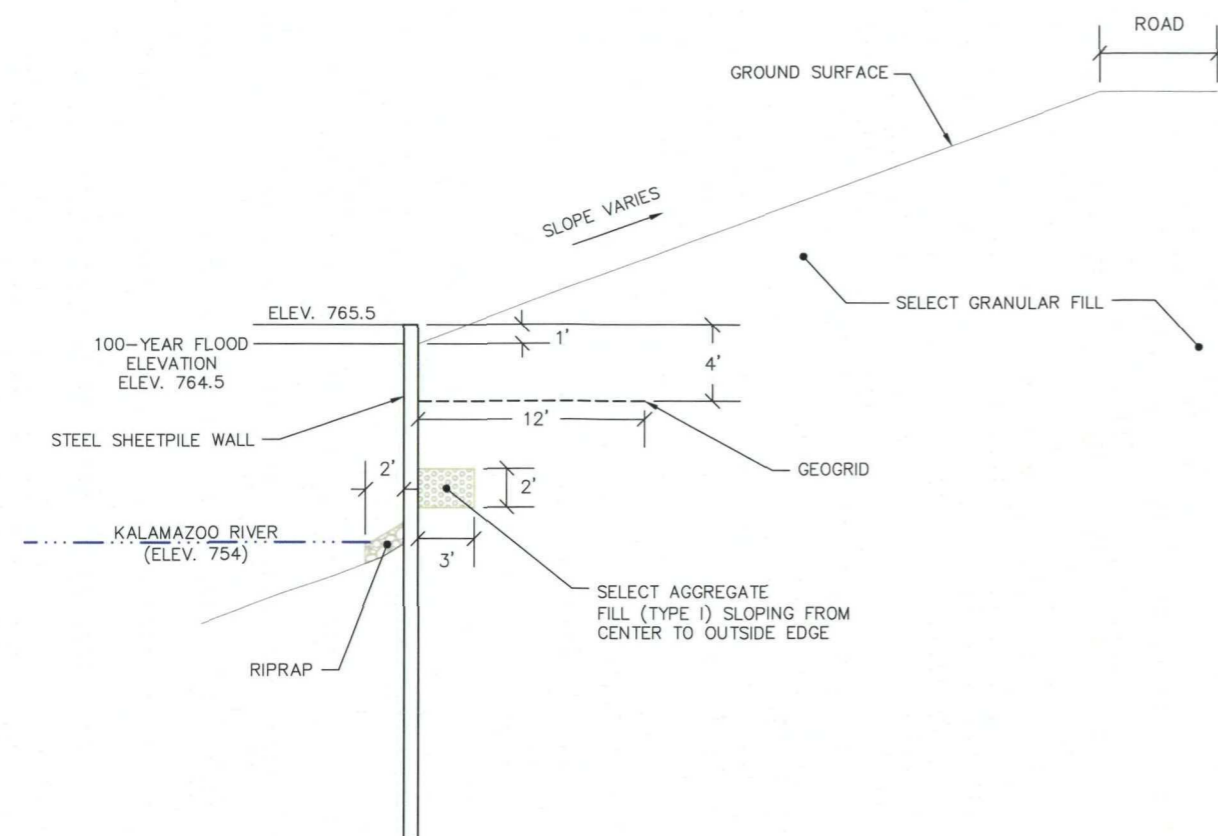 ROAD
GROUND SURFACE
SLOPE VARIES
SELECT GRANULAR FILL
ELEV. 765.5
1'
100-YEAR FLOOD
ELEVATION
ELEV. 764.5
4'
12'
STEEL SHEETPILE WALL
GEOGRID
2'
2'
KALAMAZOO RIVER
(ELEV. 754)
3'
SELECT AGGREGATE
FILL (TYPE I) SLOPING FROM
CENTER TO OUTSIDE EDGE
RIPRAP